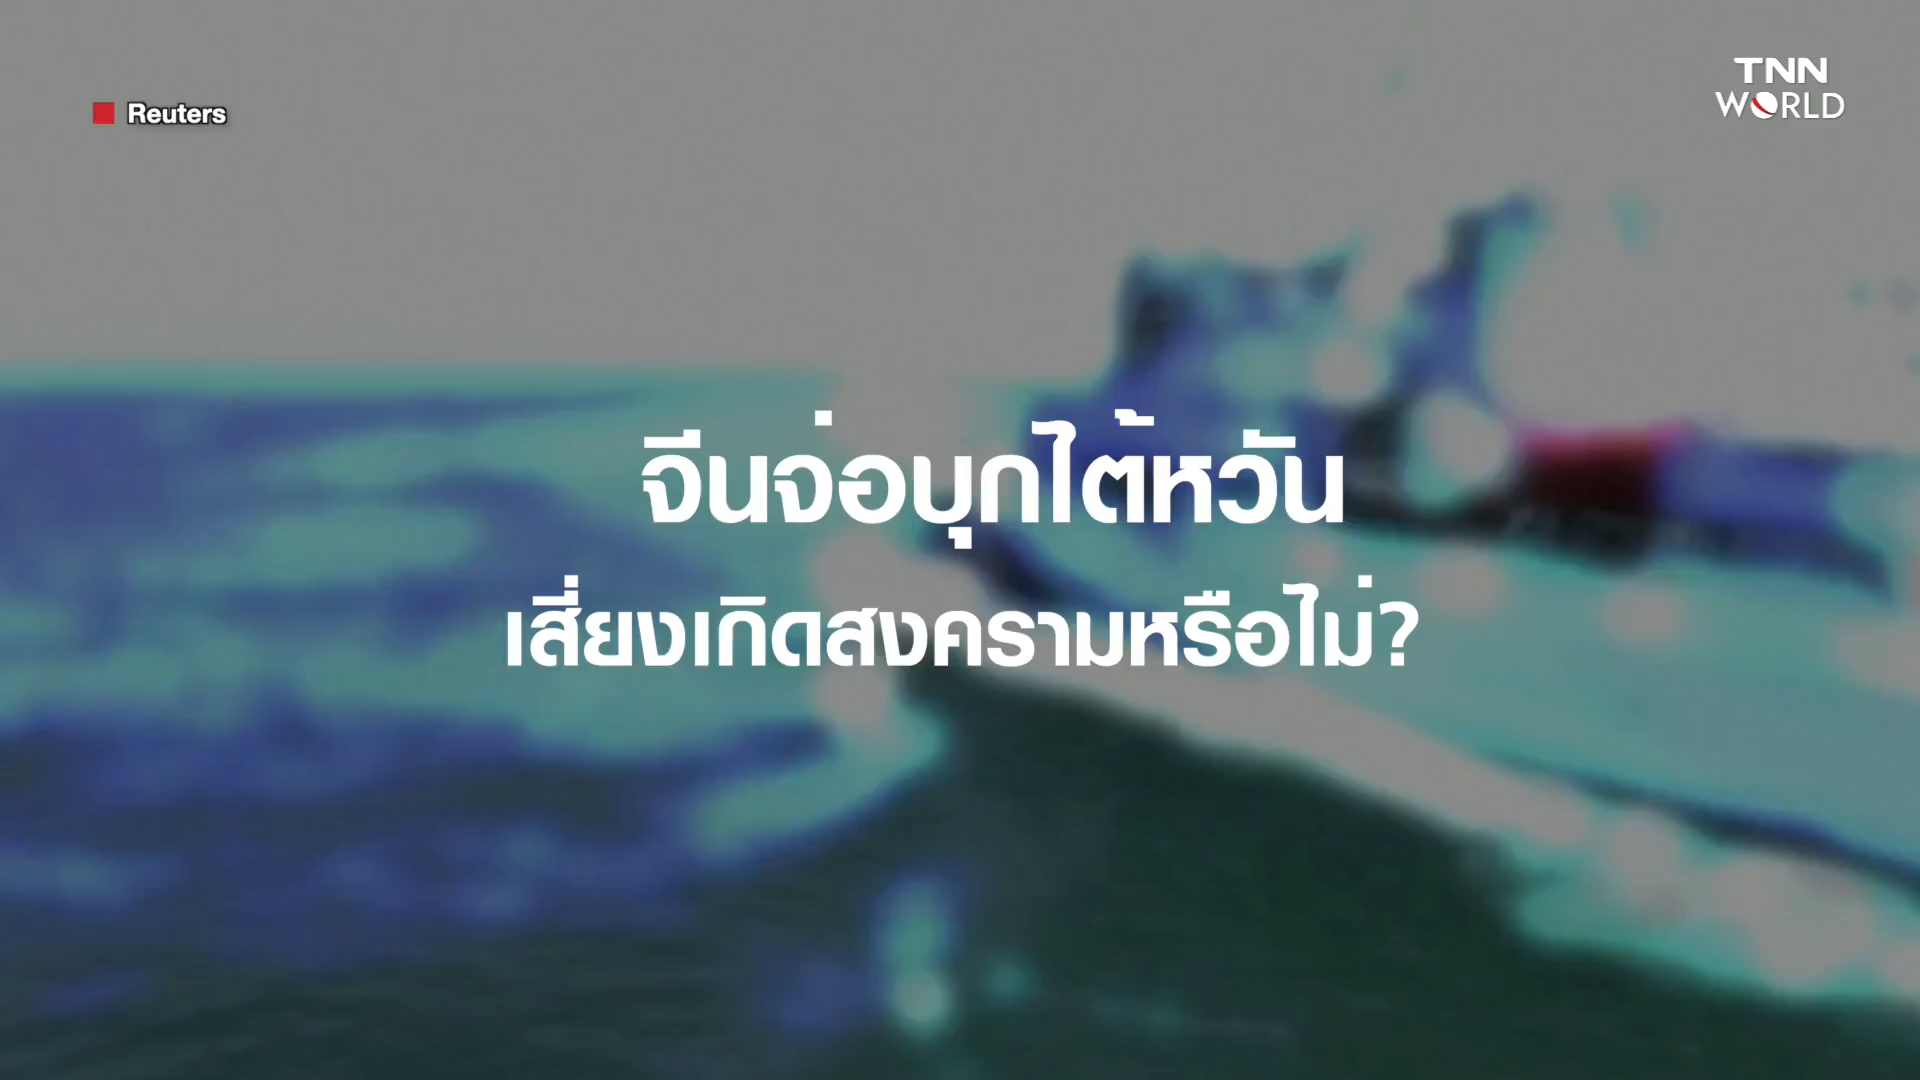 Reuters
TNN
WORLD
จีนจ่อบุกไต้หวัน
เสี่ยงเกิดสงครามหรือไม่?